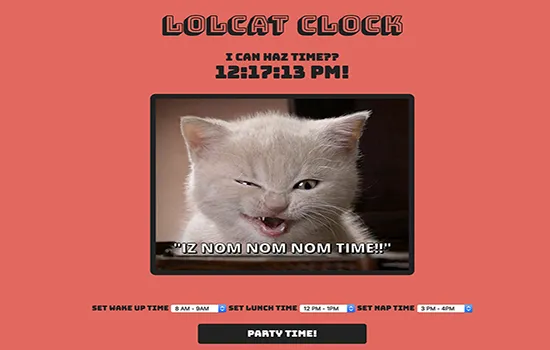 LOLCAT CLOCK
I CAN HAZ TIME??
12:17:13 PM!
"IZ NOM NOM NOM TIME!!"
SET WAKE UP TIME 8 AM - 9AM SET LUNCH TIME 12 PM - 1PM SET NAP TIME 3 PM - 4PM
PARTY TIME!